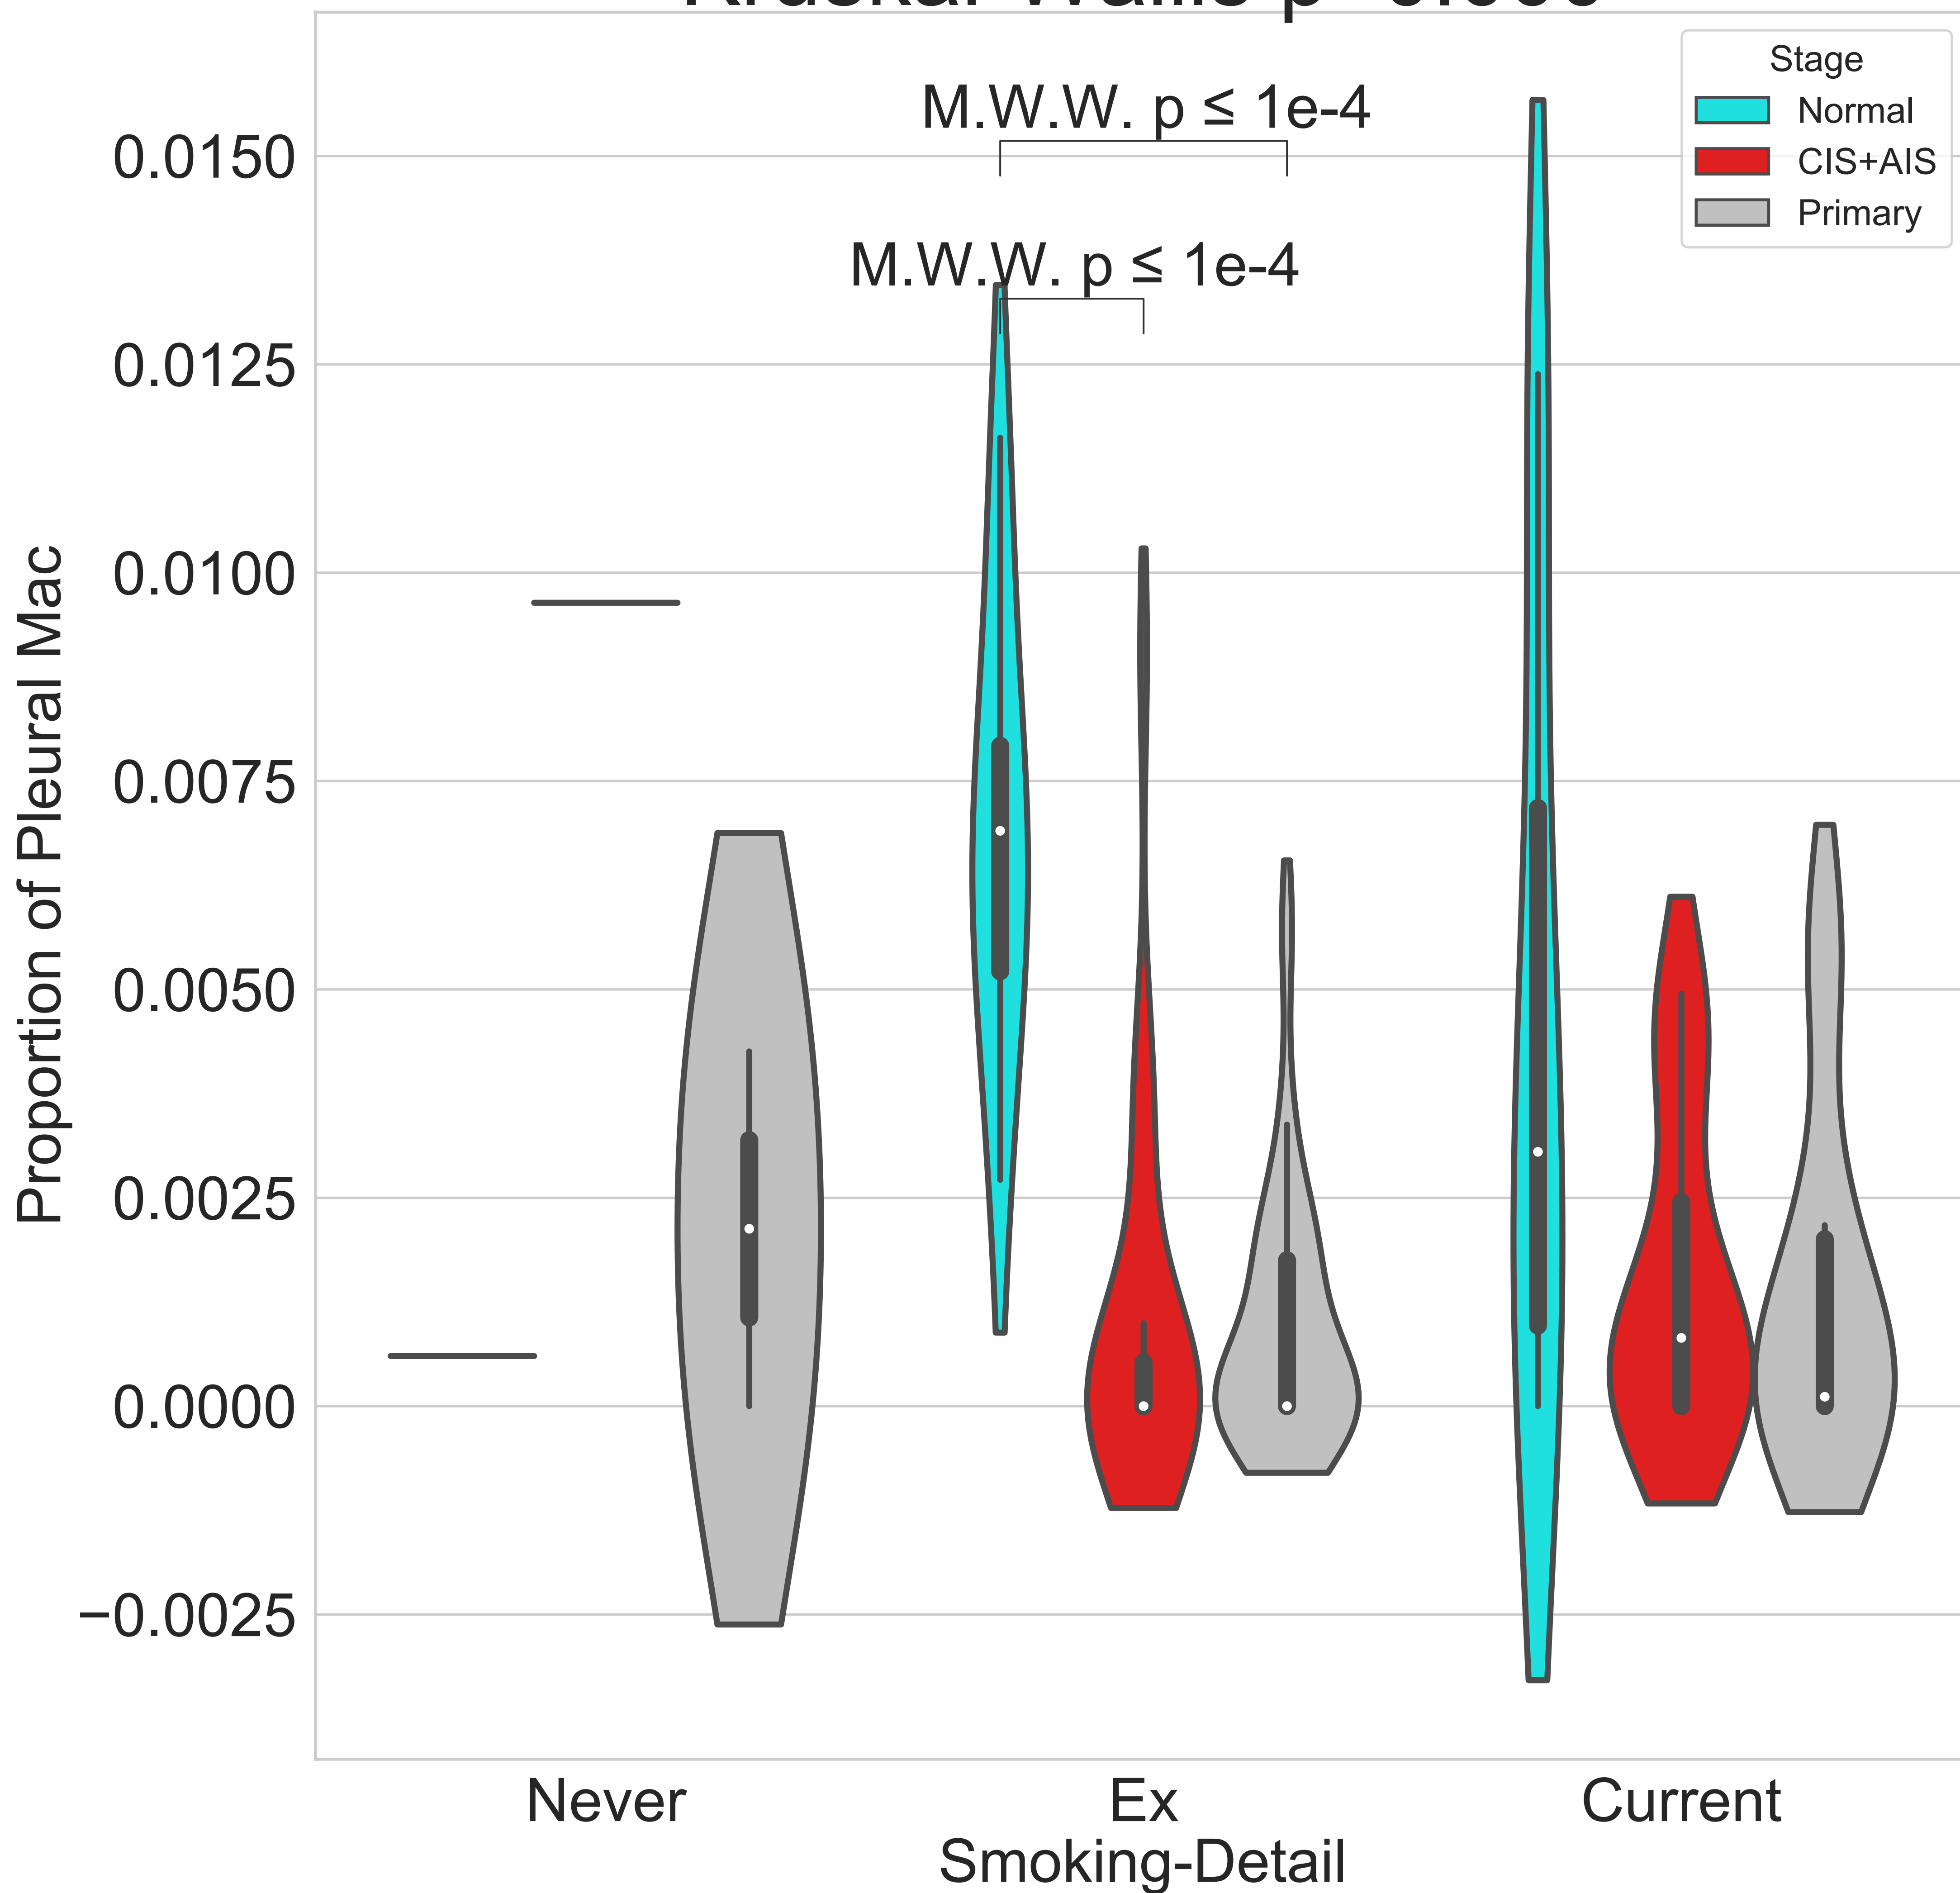 Stage
Normal
CIS+AIS
Primary
M.W.W. p ≤ 1e-4
M.W.W. p ≤ 1e-4
Proportion of Pleural Mac
0.0150
0.0125
0.0100
0.0075
0.0050
0.0025
0.0000
−0.0025
Never
Ex
Current
Smoking-Detail